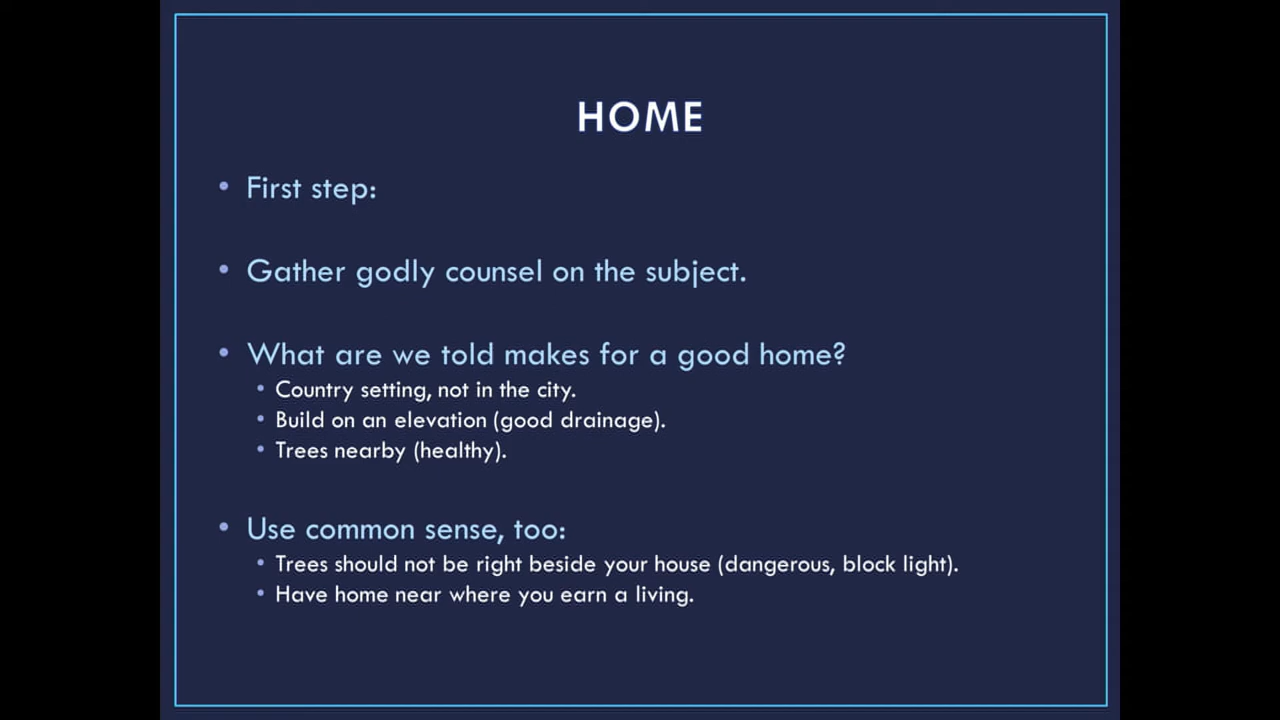 HOME
• First step:
• Gather godly counsel on the subject.
• What are we told makes for a good home?
• Country setting, not in the city.
• Build on an elevation (good drainage).
• Trees nearby (healthy).
• Use common sense, too:
• Trees should not be right beside your house (dangerous, block light).
• Have home near where you earn a living.